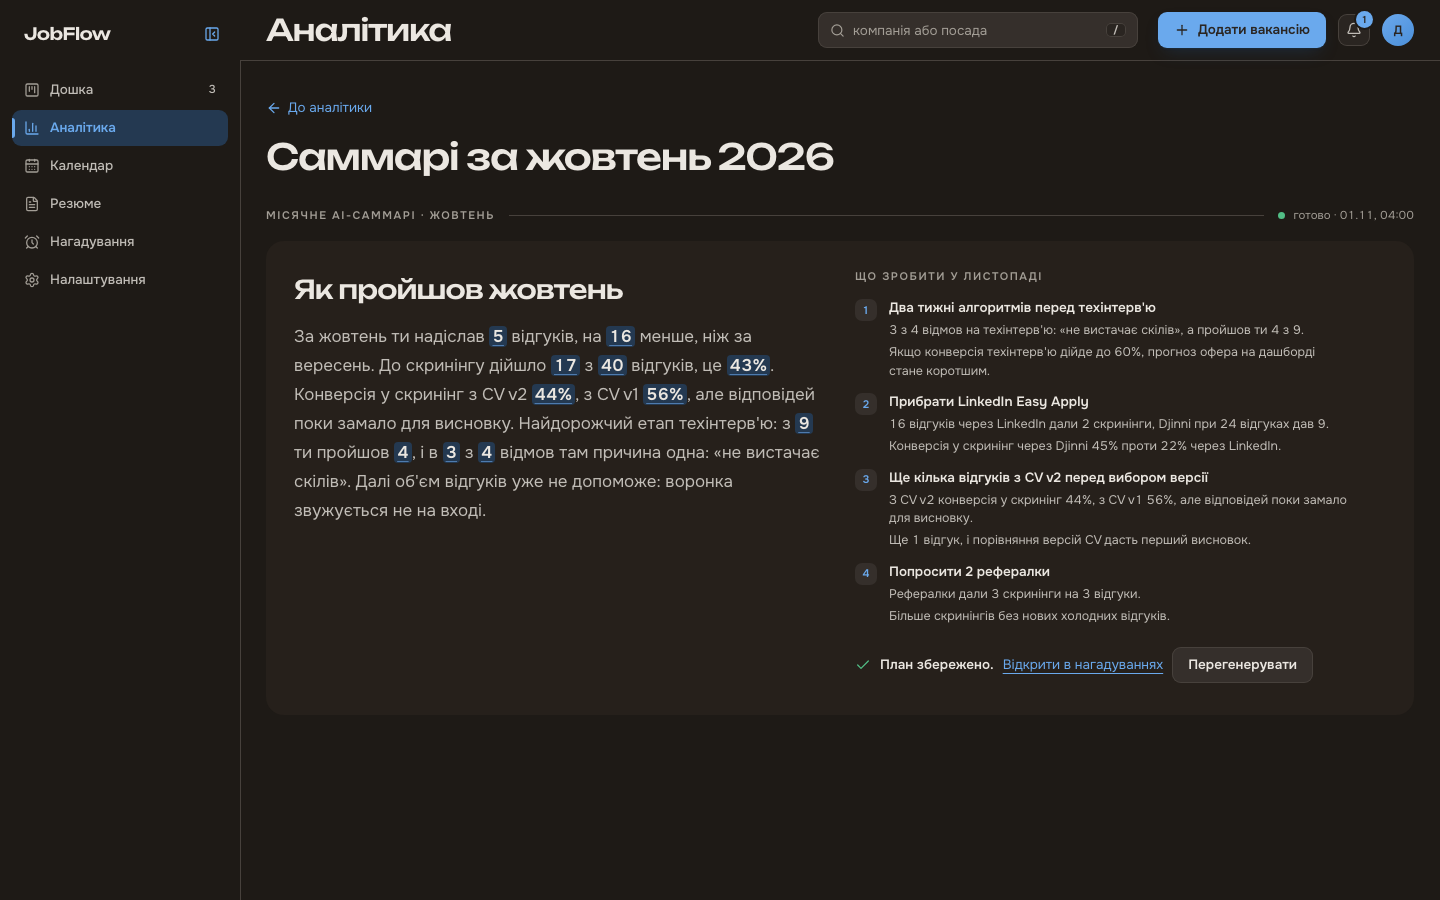 JobFlow
Аналітика
компанія або посада
/
Додати вакансію
1
Д
Дошка
3
Аналітика
Календар
Резюме
Нагадування
Налаштування
До аналітики
Саммарі за жовтень 2026
МІСЯЧНЕ AI-САММАРІ · ЖОВТЕНЬ
готово · 01.11, 04:00
Як пройшов жовтень
За жовтень ти надіслав 5 відгуків, на 16 менше, ніж за
вересень. До скринінгу дійшло 17 з 40 відгуків, це 43%.
Конверсія у скринінг з CV v2 44%, з CV v1 56%, але відповідей
поки замало для висновку. Найдорожчий етап техінтерв'ю: з 9
ти пройшов 4, і в 3 з 4 відмов там причина одна: «не вистачає
скілів». Далі об'єм відгуків уже не допоможе: воронка
звужується не на вході.
ЩО ЗРОБИТИ У ЛИСТОПАДІ
1
Два тижні алгоритмів перед техінтерв'ю
3 з 4 відмов на техінтерв'ю: «не вистачає скілів», а пройшов ти 4 з 9.
Якщо конверсія техінтерв'ю дійде до 60%, прогноз офера на дашборді
стане коротшим.
2
Прибрати LinkedIn Easy Apply
16 відгуків через LinkedIn дали 2 скринінги, Djinni при 24 відгуках дав 9.
Конверсія у скринінг через Djinni 45% проти 22% через LinkedIn.
3
Ще кілька відгуків з CV v2 перед вибором версії
З CV v2 конверсія у скринінг 44%, з CV v1 56%, але відповідей поки замало
для висновку.
Ще 1 відгук, і порівняння версій CV дасть перший висновок.
4
Попросити 2 рефералки
Рефералки дали 3 скринінги на 3 відгуки.
Більше скринінгів без нових холодних відгуків.
План збережено. Відкрити в нагадуваннях
Перегенерувати